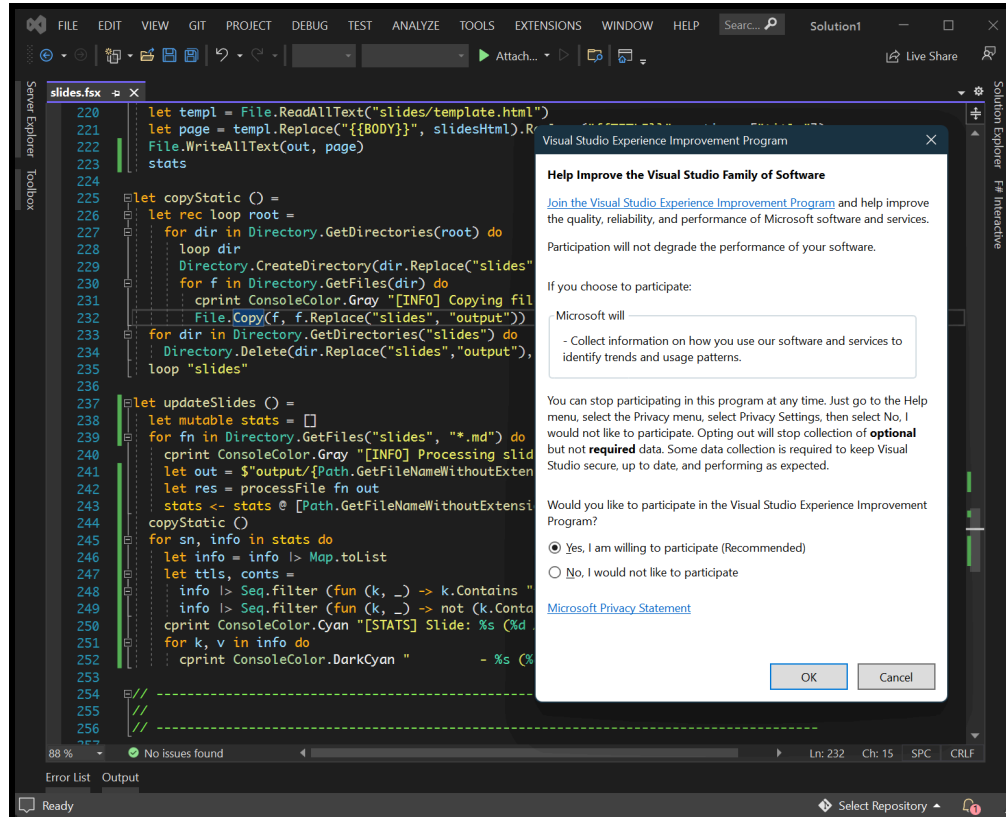 FILE EDIT VIEW GIT PROJECT DEBUG TEST ANALYZE TOOLS EXTENSIONS WINDOW HELP Searc... Solution1
Attach... Live Share
Server Explorer
Toolbox
Solution Explorer
F# Interactive
slides.fsx
220 let templ = File.ReadAllText("slides/template.html")
221 let page = templ.Replace("{{BODY}}", slidesHtml).R
222 File.WriteAllText(out, page)
223 stats
224
225 let copyStatic () =
226 let rec loop root =
227 for dir in Directory.GetDirectories(root) do
228 loop dir
229 Directory.CreateDirectory(dir.Replace("slides"
230 for f in Directory.GetFiles(dir) do
231 cprint ConsoleColor.Gray "[INFO] Copying fil
232 File.Copy(f, f.Replace("slides", "output"))
233 for dir in Directory.GetDirectories("slides") do
234 Directory.Delete(dir.Replace("slides","output"),
235 loop "slides"
236
237 let updateSlides () =
238 let mutable stats = []
239 for fn in Directory.GetFiles("slides", "*.md") do
240 cprint ConsoleColor.Gray "[INFO] Processing slid
241 let out = $"output/{Path.GetFileNameWithoutExten
242 let res = processFile fn out
243 stats <- stats @ [Path.GetFileNameWithoutExtensi
244 copyStatic ()
245 for sn, info in stats do
246 let info = info |> Map.toList
247 let ttls, conts =
248 info |> Seq.filter (fun (k, _) -> k.Contains "
249 info |> Seq.filter (fun (k, _) -> not (k.Conta
250 cprint ConsoleColor.Cyan "[STATS] Slide: %s (%d
251 for k, v in info do
252 cprint ConsoleColor.DarkCyan " - %s (%
253
254 // --------------------------------------------------
255 //
256 // ----------------------------------------------------------------------------------------
257
Visual Studio Experience Improvement Program
Help Improve the Visual Studio Family of Software
Join the Visual Studio Experience Improvement Program and help improve
the quality, reliability, and performance of Microsoft software and services.
Participation will not degrade the performance of your software.
If you choose to participate:
Microsoft will
- Collect information on how you use our software and services to
identify trends and usage patterns.
You can stop participating in this program at any time. Just go to the Help
menu, select the Privacy menu, select Privacy Settings, then select No, I
would not like to participate. Opting out will stop collection of optional
but not required data. Some data collection is required to keep Visual
Studio secure, up to date, and performing as expected.
Would you like to participate in the Visual Studio Experience Improvement
Program?
Yes, I am willing to participate (Recommended)
No, I would not like to participate
Microsoft Privacy Statement
OK Cancel
88 % No issues found Ln: 232 Ch: 15 SPC CRLF
Error List Output
Ready Select Repository 1